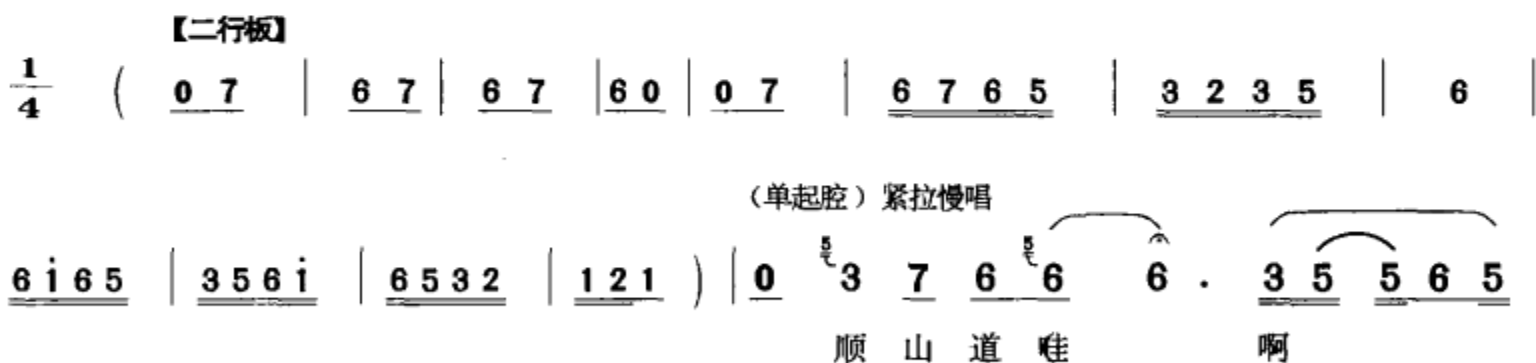 【二行板】
1/4 ( 0 7 | 6 7 | 6 7 | 6 0 | 0 7 | 6 7 6 5 | 3 2 3 5 | 6 |
（单起腔）紧拉慢唱
6 i̇ 6 5 | 3 5 6 i̇ | 6 5 3 2 | 1 2 1 ) | 0 5 3 7 6 5 6 6 . 3 5 5 6 5
顺 山 道 哇 啊